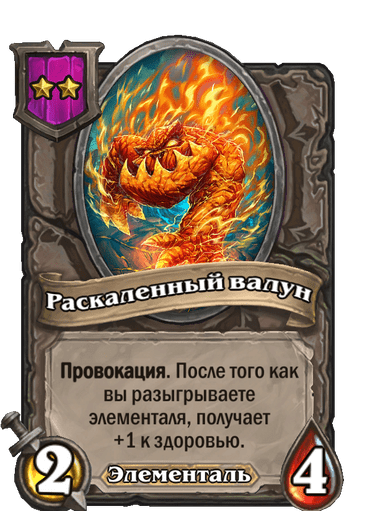 Раскаленный валун
Провокация. После того как
вы разыгрываете
элементаля, получает
+1 к здоровью.
2
Элементаль
4